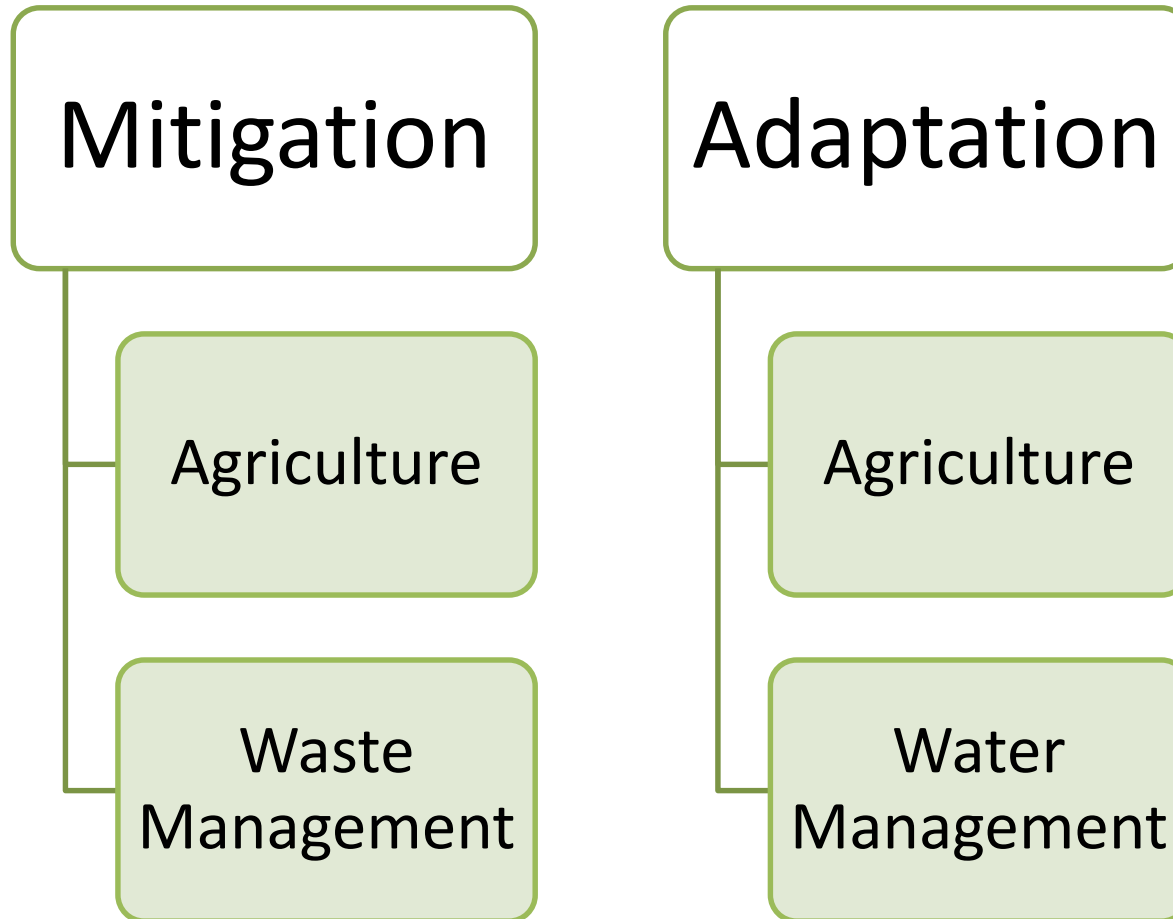 Mitigation
Agriculture
Waste
Management
Adaptation
Agriculture
Water
Management